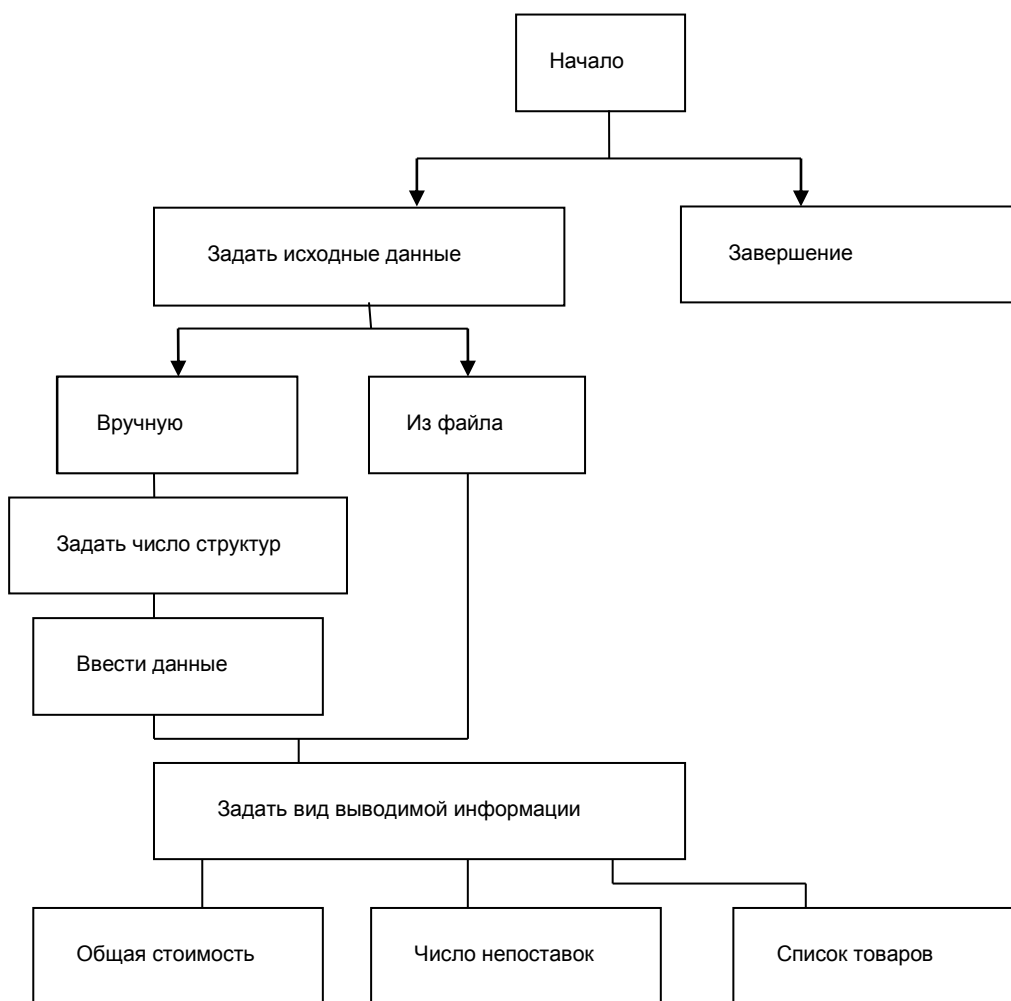 Начало
Задать исходные данные
Завершение
Вручную
Из файла
Задать число структур
Ввести данные
Задать вид выводимой информации
Общая стоимость
Число непоставок
Список товаров